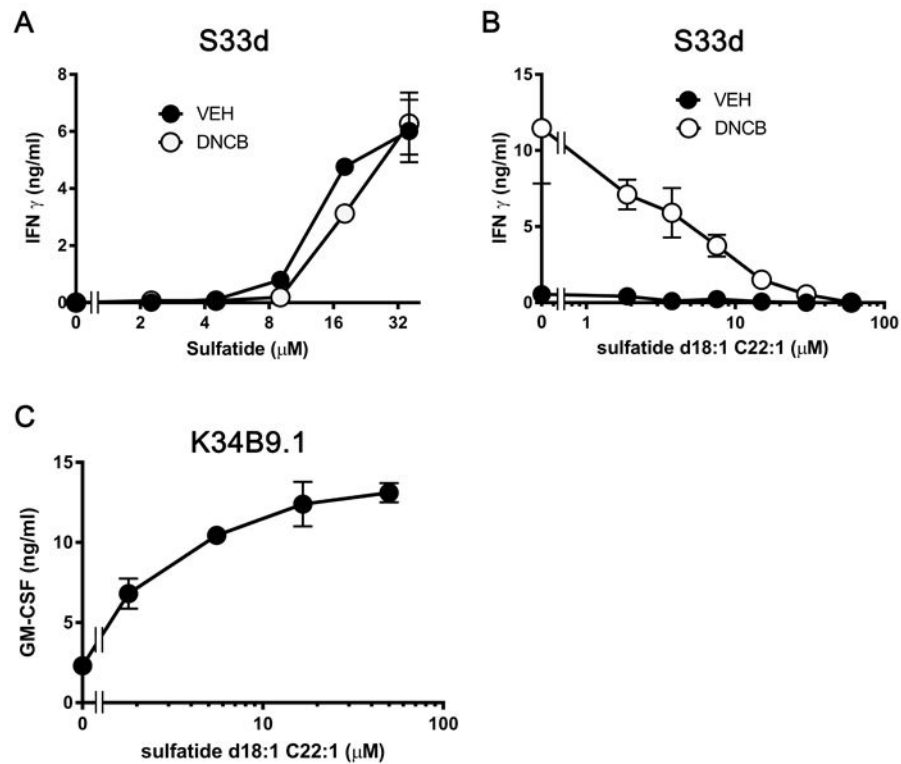 A
S33d
IFN γ (ng/ml)
8
6
4
2
0
VEH
DNCB
0 2 4 8 16 32
Sulfatide (μM)
B
S33d
IFN γ (ng/ml)
15
10
5
0
VEH
DNCB
0 1 10 100
sulfatide d18:1 C22:1 (μM)
C
K34B9.1
GM-CSF (ng/ml)
15
10
5
0
0 10 100
sulfatide d18:1 C22:1 (μM)